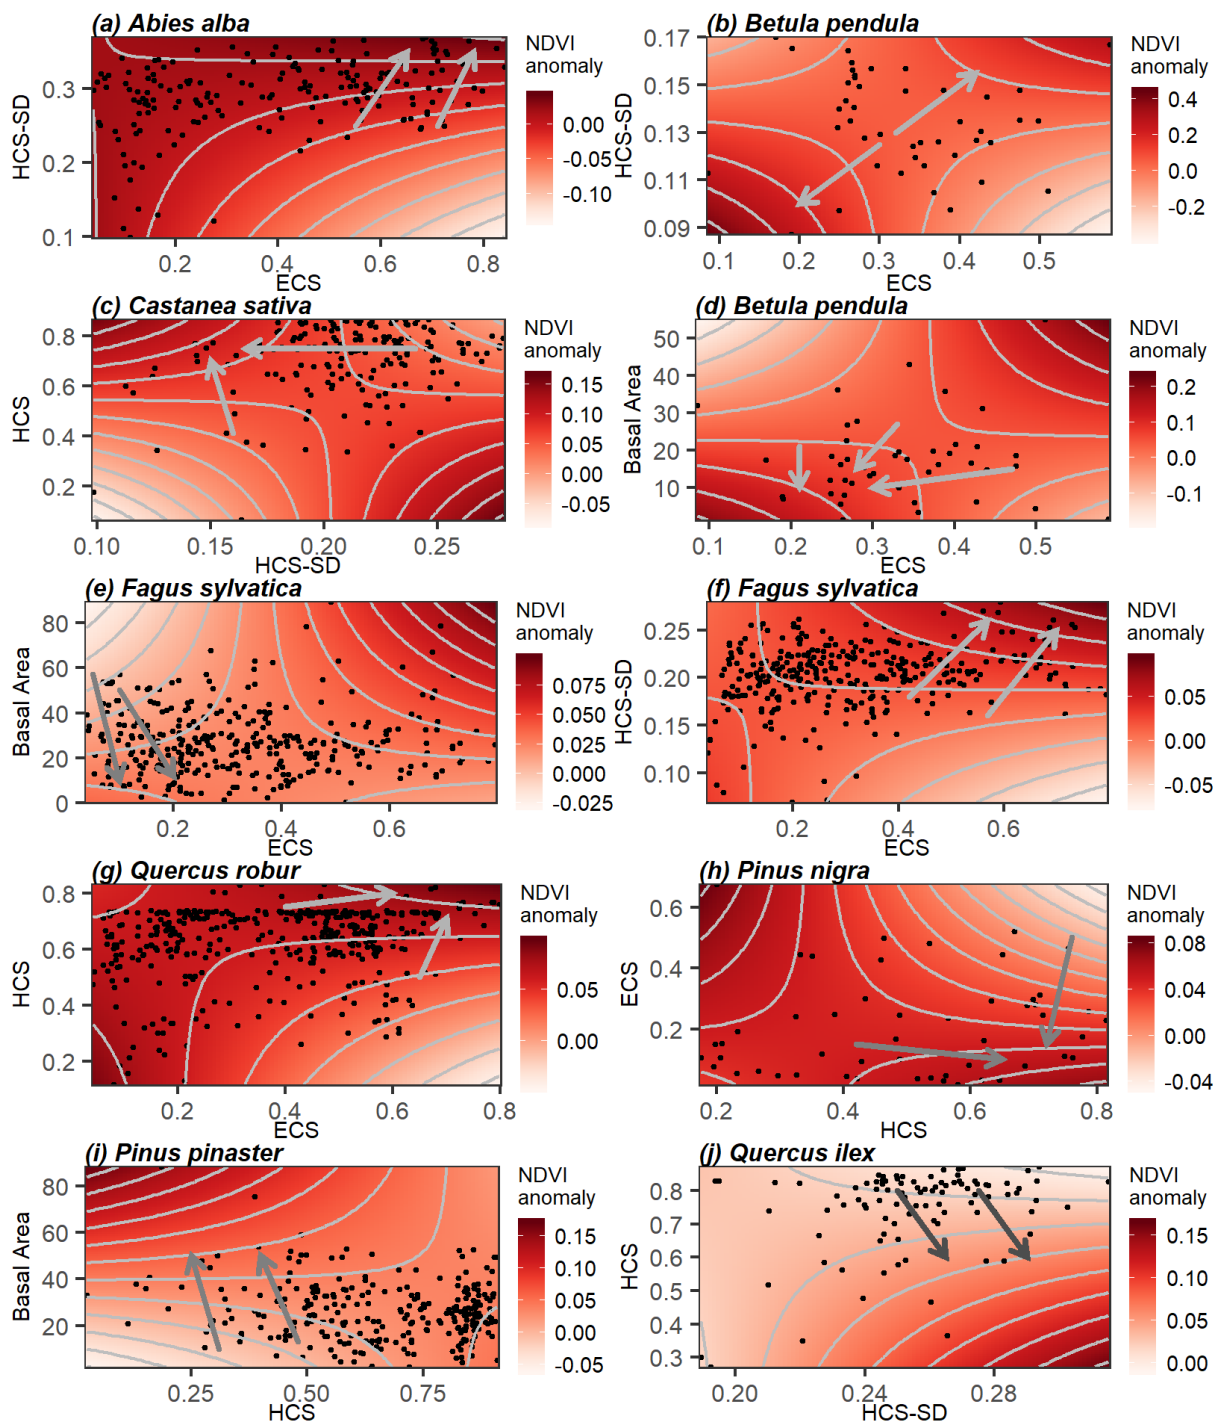 (a) Abies alba
HCS-SD
0.3
0.2
0.1
0.2
0.4
0.6
0.8
ECS
NDVI
anomaly
0.00
-0.05
-0.10
(b) Betula pendula
HCS-SD
0.17
0.15
0.13
0.11
0.09
0.1
0.2
0.3
0.4
0.5
ECS
NDVI
anomaly
0.4
0.2
0.0
-0.2
(c) Castanea sativa
HCS
0.8
0.6
0.4
0.2
0.10
0.15
0.20
0.25
HCS-SD
NDVI
anomaly
0.15
0.10
0.05
0.00
-0.05
(d) Betula pendula
Basal Area
50
40
30
20
10
0.1
0.2
0.3
0.4
0.5
ECS
NDVI
anomaly
0.2
0.1
0.0
-0.1
(e) Fagus sylvatica
Basal Area
80
60
40
20
0
0.2
0.4
0.6
ECS
NDVI
anomaly
0.075
0.050
0.025
0.000
-0.025
(f) Fagus sylvatica
HCS-SD
0.25
0.20
0.15
0.10
0.2
0.4
0.6
ECS
NDVI
anomaly
0.05
0.00
-0.05
(g) Quercus robur
HCS
0.8
0.6
0.4
0.2
0.2
0.4
0.6
0.8
ECS
NDVI
anomaly
0.05
0.00
(h) Pinus nigra
ECS
0.6
0.4
0.2
0.2
0.4
0.6
0.8
HCS
NDVI
anomaly
0.08
0.04
0.00
-0.04
(i) Pinus pinaster
Basal Area
80
60
40
20
0.25
0.50
0.75
HCS
NDVI
anomaly
0.15
0.10
0.05
0.00
-0.05
(j) Quercus ilex
HCS
0.8
0.7
0.6
0.5
0.4
0.3
0.20
0.24
0.28
HCS-SD
NDVI
anomaly
0.15
0.10
0.05
0.00